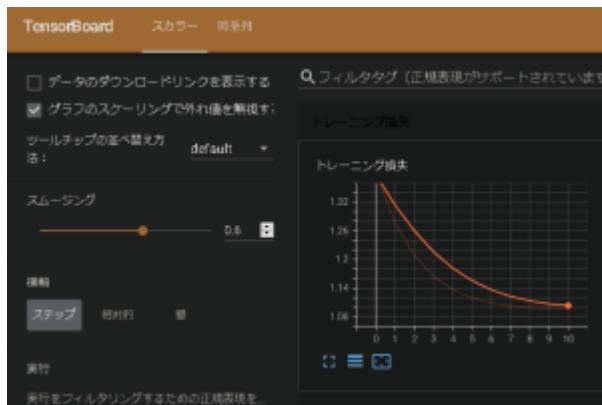 TensorBoard
スカラー
時系列
データのダウンロードリンクを表示する
グラフのスケーリングで外れ値を無視する
ツールチップの並べ替え方
法：
default
スムージング
0.6
横軸
ステップ
相対的
壁
実行
実行をフィルタリングするための正規表現を...
フィルタタグ (正規表現がサポートされています
トレーニング損失
トレーニング損失
1.32
1.26
1.2
1.14
1.08
0 1 2 3 4 5 6 7 8 9 10